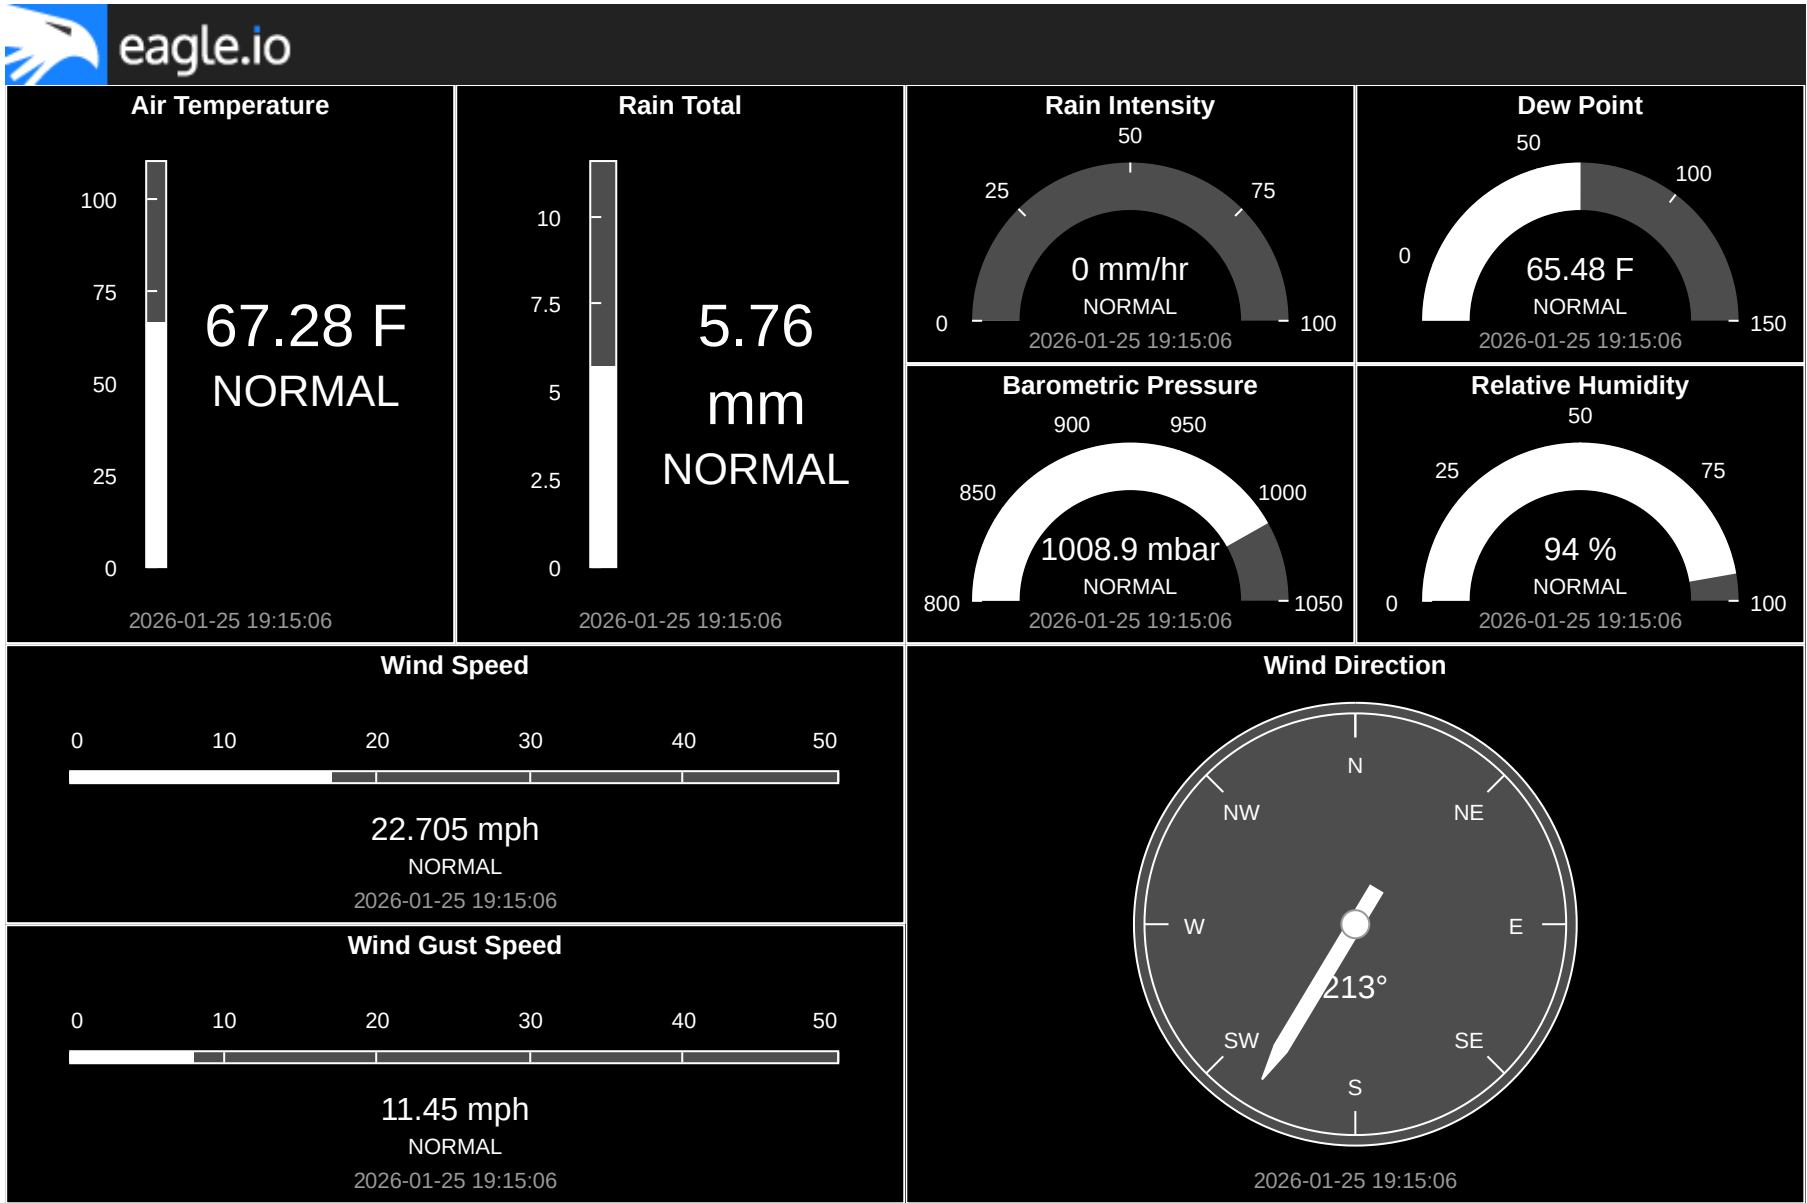 eagle.io
Air Temperature
100
75
50
25
0
67.28 F
NORMAL
2026-01-25 19:15:06
Rain Total
10
7.5
5
2.5
0
5.76
mm
NORMAL
2026-01-25 19:15:06
Rain Intensity
0
25
50
75
100
0 mm/hr
NORMAL
2026-01-25 19:15:06
Dew Point
0
50
100
150
65.48 F
NORMAL
2026-01-25 19:15:06
Barometric Pressure
800
850
900
950
1000
1050
1008.9 mbar
NORMAL
2026-01-25 19:15:06
Relative Humidity
0
25
50
75
100
94 %
NORMAL
2026-01-25 19:15:06
Wind Speed
0 10 20 30 40 50
22.705 mph
NORMAL
2026-01-25 19:15:06
Wind Gust Speed
0 10 20 30 40 50
11.45 mph
NORMAL
2026-01-25 19:15:06
Wind Direction
N
NW NE
W E
213°
SW SE
S
2026-01-25 19:15:06